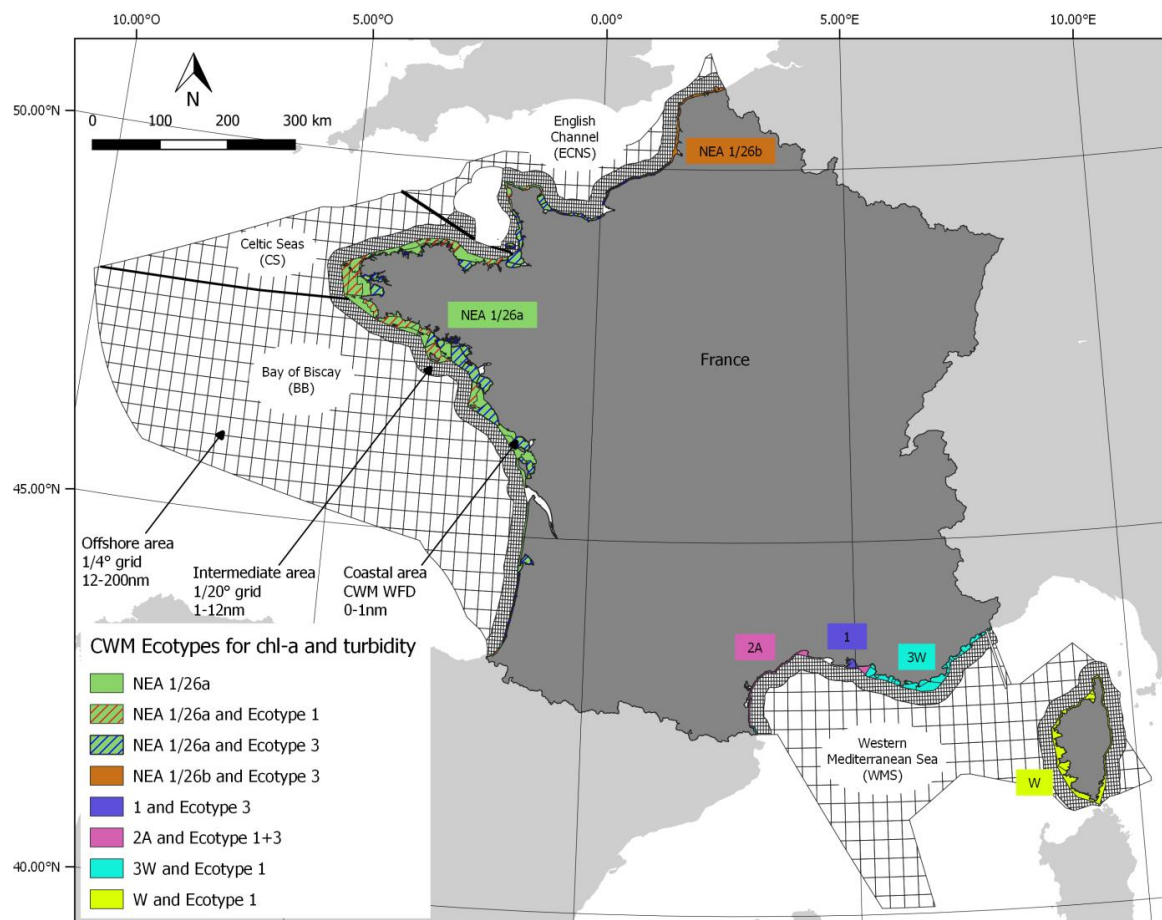 10.00°O
5.00°W
0.00°
5.00°E
10.00°E
50.00°N
45.00°N
40.00°N
N
0 100 200 300 km
English
Channel
(ECNS)
NEA 1/26b
Celtic Seas
(CS)
NEA 1/26a
France
Bay of Biscay
(BB)
Offshore area
1/4° grid
12-200nm
Intermediate area
1/20° grid
1-12nm
Coastal area
CWM WFD
0-1nm
2A
1
3W
Western
Mediterranean Sea
(WMS)
W
CWM Ecotypes for chl-a and turbidity
NEA 1/26a
NEA 1/26a and Ecotype 1
NEA 1/26a and Ecotype 3
NEA 1/26b and Ecotype 3
1 and Ecotype 3
2A and Ecotype 1+3
3W and Ecotype 1
W and Ecotype 1